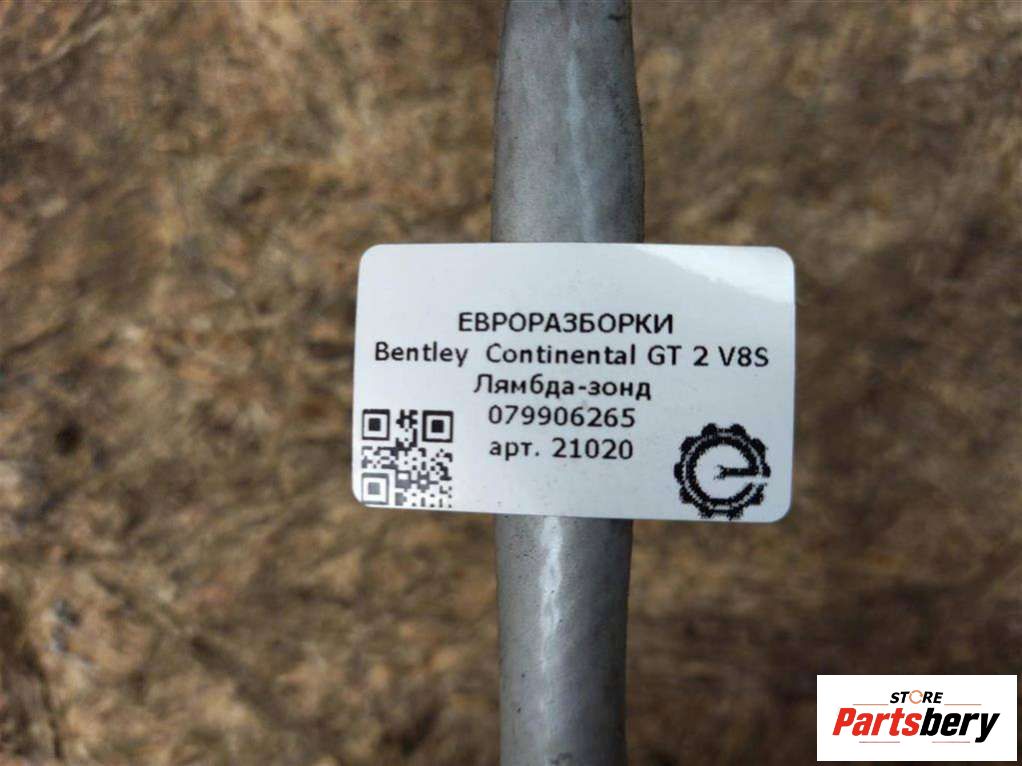 ЕВРОРАЗБОРКИ
Bentley Continental GT 2 V8S
Лямбда-зонд
079906265
арт. 21020
STORE
Partsbery